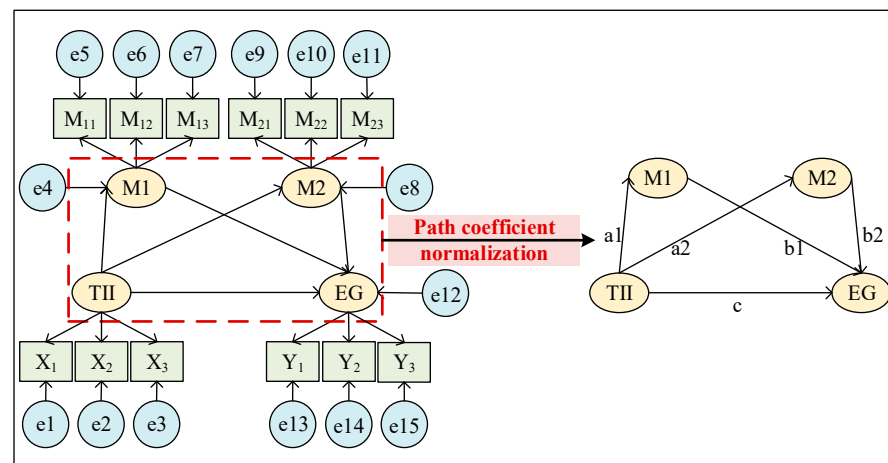 e5 e6 e7 e9 e10 e11
M₁₁ M₁₂ M₁₃ M₂₁ M₂₂ M₂₃
e4 M1 M2 e8
Path coefficient
normalization
TII EG e12
X₁ X₂ X₃ Y₁ Y₂ Y₃
e1 e2 e3 e13 e14 e15
M1 M2
a1 a2 b1 b2
TII EG
c